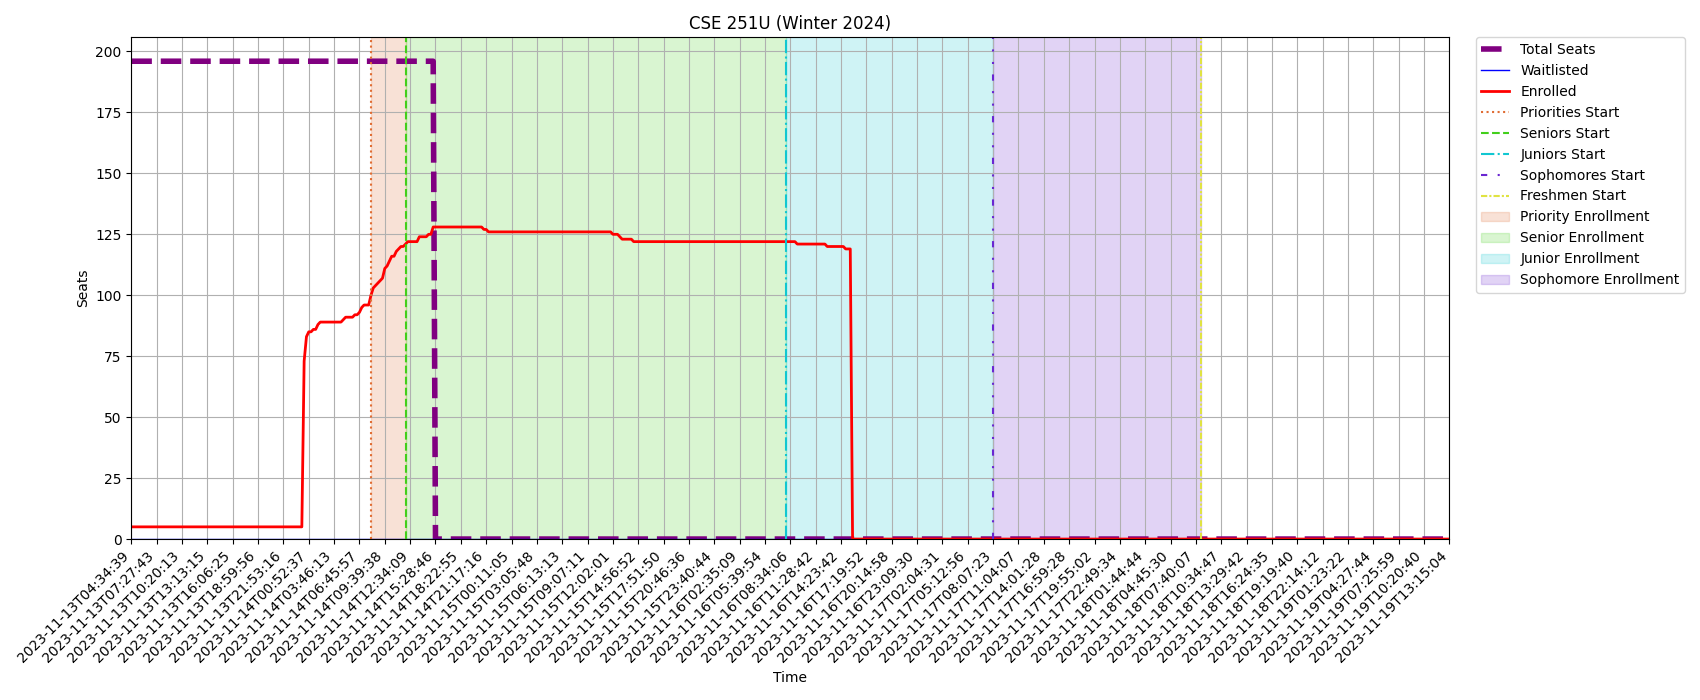 CSE 251U (Winter 2024)
Seats
200
175
150
125
100
75
50
25
0
2023-11-13T04:34:39
2023-11-13T07:27:43
2023-11-13T10:20:13
2023-11-13T13:13:15
2023-11-13T16:06:25
2023-11-13T18:59:56
2023-11-13T21:53:16
2023-11-14T00:52:37
2023-11-14T03:46:13
2023-11-14T06:45:57
2023-11-14T09:39:38
2023-11-14T12:34:09
2023-11-14T15:28:46
2023-11-14T18:22:55
2023-11-14T21:17:16
2023-11-15T00:11:05
2023-11-15T03:05:48
2023-11-15T06:13:13
2023-11-15T09:07:11
2023-11-15T12:02:01
2023-11-15T14:56:52
2023-11-15T17:51:50
2023-11-15T20:46:36
2023-11-15T23:40:44
2023-11-16T02:35:09
2023-11-16T05:39:54
2023-11-16T08:34:06
2023-11-16T11:28:42
2023-11-16T14:23:42
2023-11-16T17:19:52
2023-11-16T20:14:58
2023-11-16T23:09:30
2023-11-17T02:04:31
2023-11-17T05:12:56
2023-11-17T08:07:23
2023-11-17T11:04:07
2023-11-17T14:01:28
2023-11-17T16:59:28
2023-11-17T19:55:02
2023-11-17T22:49:34
2023-11-18T01:44:44
2023-11-18T04:45:30
2023-11-18T07:40:07
2023-11-18T10:34:47
2023-11-18T13:29:42
2023-11-18T16:24:35
2023-11-18T19:19:40
2023-11-18T22:14:12
2023-11-19T01:23:22
2023-11-19T04:27:44
2023-11-19T07:25:59
2023-11-19T10:20:40
2023-11-19T13:15:04
Time
Total Seats
Waitlisted
Enrolled
Priorities Start
Seniors Start
Juniors Start
Sophomores Start
Freshmen Start
Priority Enrollment
Senior Enrollment
Junior Enrollment
Sophomore Enrollment